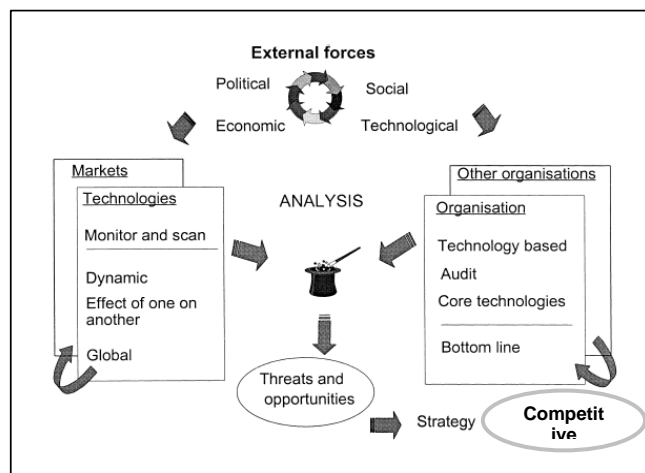 External forces
Political
Social
Economic
Technological
Markets
Technologies
Monitor and scan
Dynamic
Effect of one on
another
Global
ANALYSIS
Other organisations
Organisation
Technology based
Audit
Core technologies
Bottom line
Threats and
opportunities
Strategy
Competit
ive